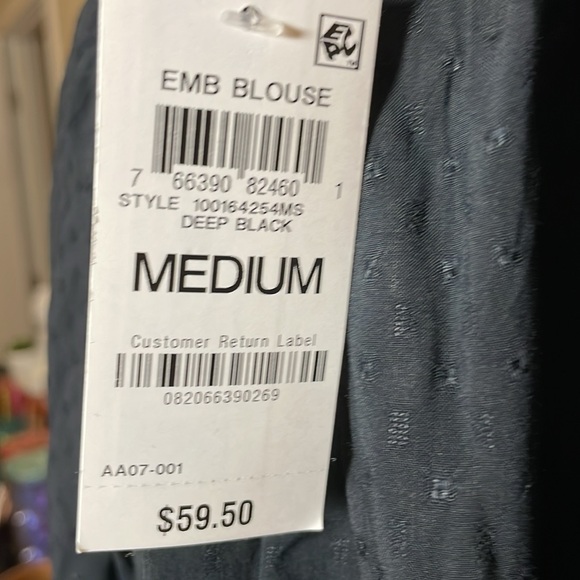 EMB BLOUSE
7 66390 82460 1
STYLE 100164254MS
DEEP BLACK
MEDIUM
Customer Return Label
082066390269
AA07-001
$59.50